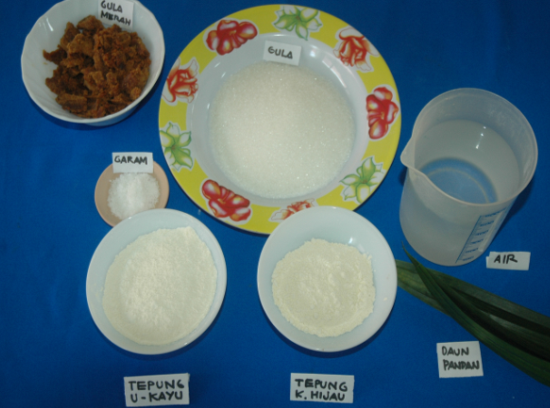 GULA
MERAH
GULA
GARAM
AIR
DAUN
PANDAN
TEPUNG
U-KAYU
TEPUNG
K. HIJAU